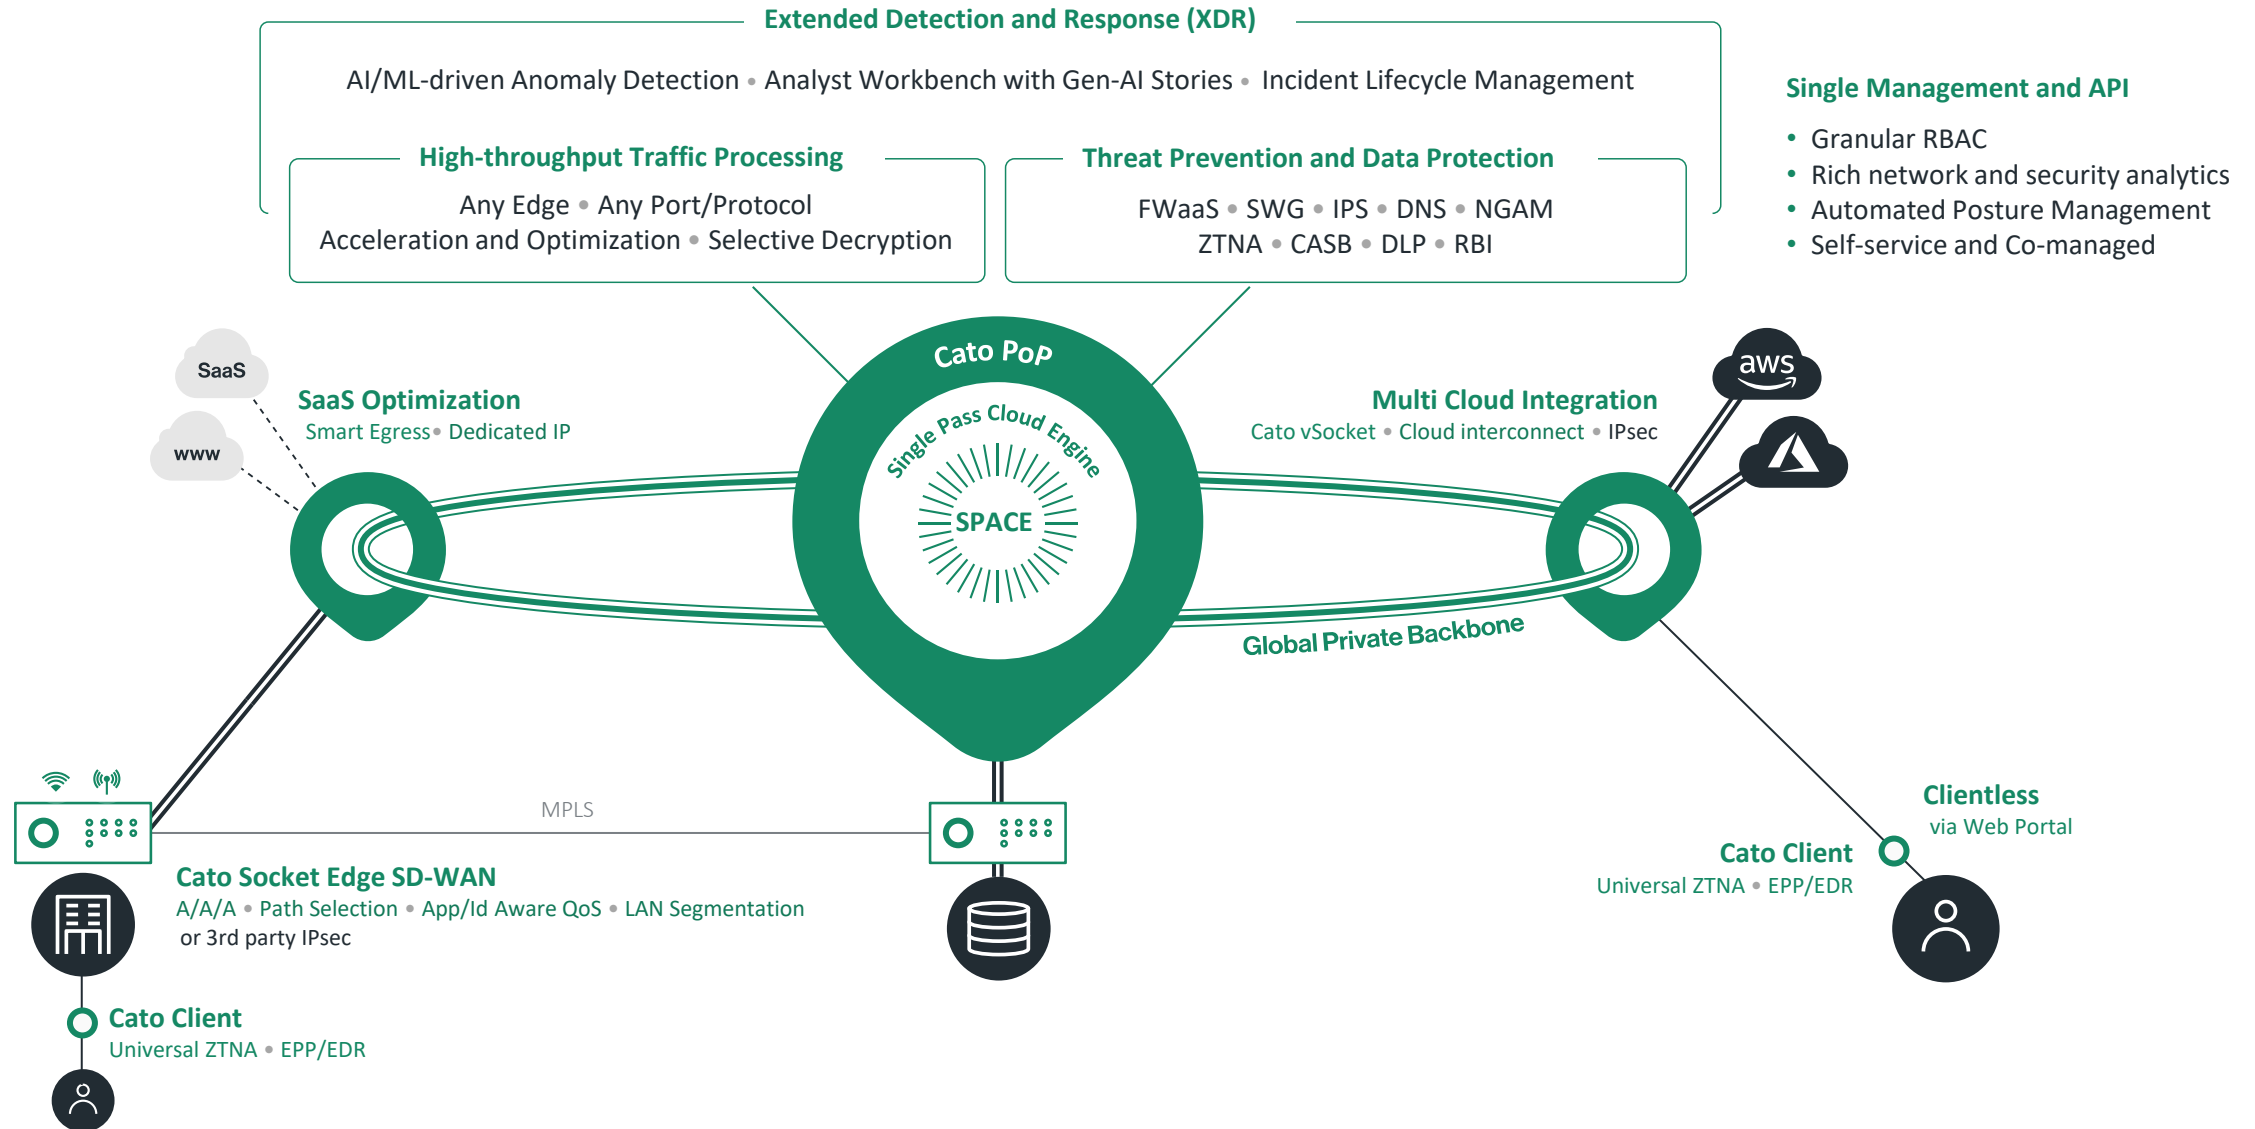 Extended Detection and Response (XDR)
AI/ML-driven Anomaly Detection • Analyst Workbench with Gen-AI Stories • Incident Lifecycle Management
High-throughput Traffic Processing
Any Edge • Any Port/Protocol
Acceleration and Optimization • Selective Decryption
Threat Prevention and Data Protection
FWaaS • SWG • IPS • DNS • NGAM
ZTNA • CASB • DLP • RBI
Single Management and API
• Granular RBAC
• Rich network and security analytics
• Automated Posture Management
• Self-service and Co-managed
SaaS
www
SaaS Optimization
Smart Egress • Dedicated IP
Cato PoP
Single Pass Cloud Engine
SPACE
Multi Cloud Integration
Cato vSocket • Cloud interconnect • IPsec
aws
Global Private Backbone
MPLS
Cato Socket Edge SD-WAN
A/A/A • Path Selection • App/Id Aware QoS • LAN Segmentation
or 3rd party IPsec
Cato Client
Universal ZTNA • EPP/EDR
Clientless
via Web Portal
Cato Client
Universal ZTNA • EPP/EDR